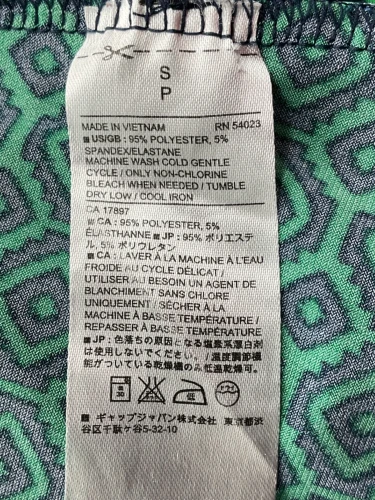 S
P
MADE IN VIETNAM RN 54023
■ US/GB : 95% POLYESTER, 5%
SPANDEX/ELASTANE
MACHINE WASH COLD GENTLE
CYCLE / ONLY NON-CHLORINE
BLEACH WHEN NEEDED / TUMBLE
DRY LOW / COOL IRON
CA 17897
■ CA : 95% POLYESTER, 5%
ÉLASTHANNE ■ JP : 95% ポリエステ
ル, 5% ポリウレタン
■ CA : LAVER À LA MACHINE À L'EAU
FROIDE AU CYCLE DÉLICAT /
UTILISER AU BESOIN UN AGENT DE
BLANCHIMENT SANS CHLORE
UNIQUEMENT / SÉCHER À LA
MACHINE À BASSE TEMPÉRATURE /
REPASSER À BASSE TEMPÉRATURE
■ JP : 色落ちの原因となる塩素系漂白剤
は使用しないでください。/ 温度調節機
能がついている乾燥機のみ低温乾燥可。
■ ギャップジャパン株式会社 東京都渋
谷区千駄ヶ谷5-32-10